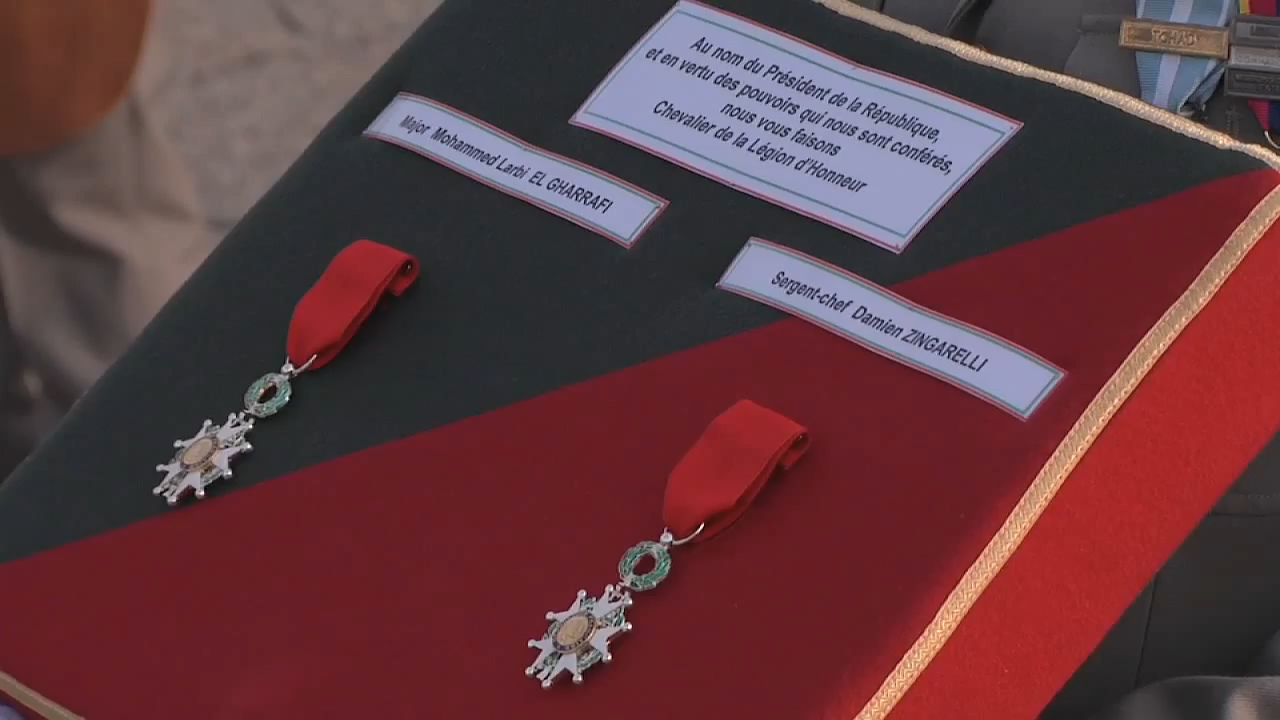 Au nom du Président de la République,
et en vertu des pouvoirs qui nous sont conférés,
nous vous faisons
Chevalier de la Légion d'Honneur
Major Mohammed Larbi EL GHARRAFI
Sergent-chef Damien ZINGARELLI
TCHAD